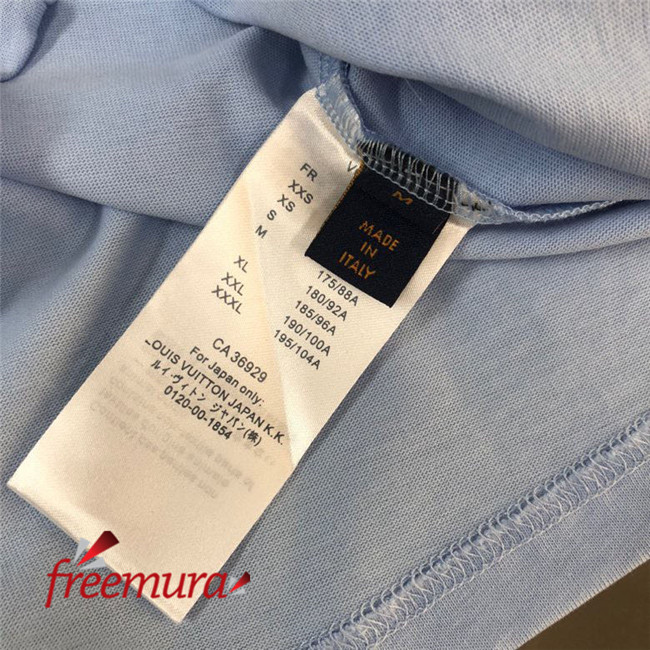 FR
XXS
XS
S
M
XL
XXL
XXXL
M
MADE
IN
ITALY
175/88A
180/92A
185/96A
190/100A
195/104A
CA 36929
For Japan only:
LOUIS VUITTON JAPAN K.K.
ルイ ヴィトン ジャパン(株)
0120-00-1854
freemura